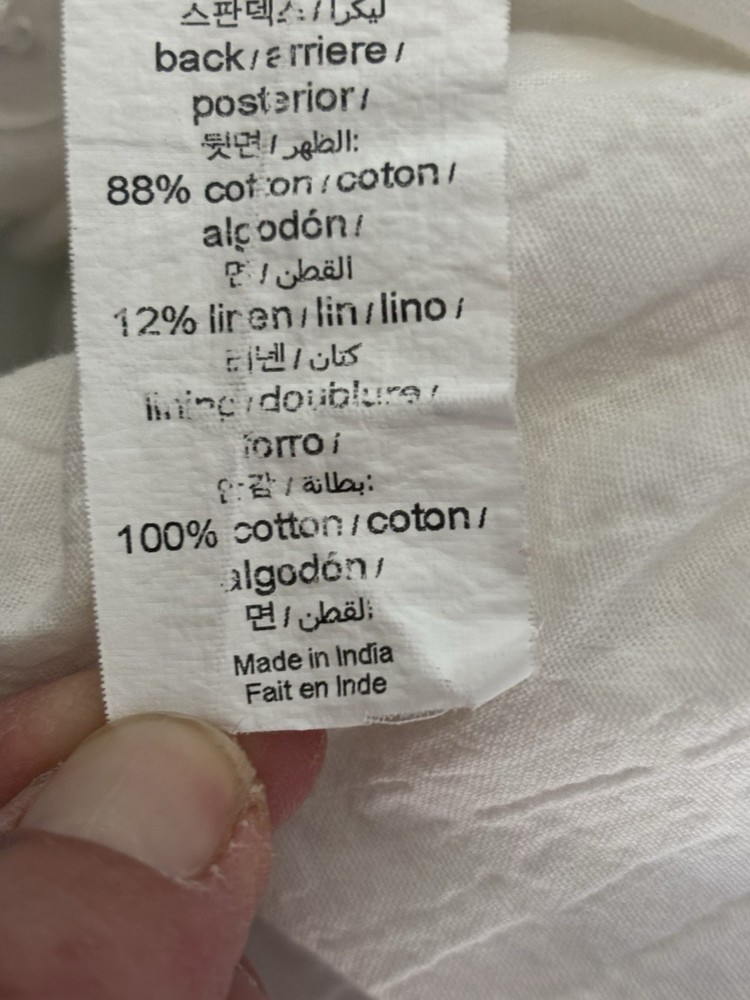 스판덱스 / ليكرا
back / arriere /
posterior /
뒷면 / الظهر:
88% cotton / coton /
algodón /
면 / القطن
12% linen / lin / lino /
리넨 / كتان
lining / doublure /
forro /
안감 / بطانة:
100% cotton / coton /
algodón /
면 / القطن
Made in India
Fait en Inde